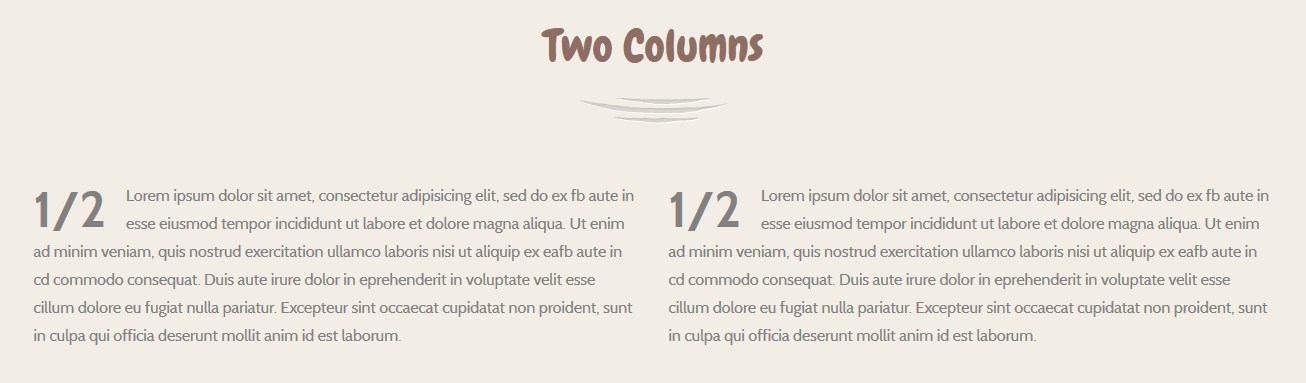 Two Columns
1/2 Lorem ipsum dolor sit amet, consectetur adipisicing elit, sed do ex fb aute in
esse eiusmod tempor incididunt ut labore et dolore magna aliqua. Ut enim
ad minim veniam, quis nostrud exercitation ullamco laboris nisi ut aliquip ex eafb aute in
cd commodo consequat. Duis aute irure dolor in eprehenderit in voluptate velit esse
cillum dolore eu fugiat nulla pariatur. Excepteur sint occaecat cupidatat non proident, sunt
in culpa qui officia deserunt mollit anim id est laborum.
1/2 Lorem ipsum dolor sit amet, consectetur adipisicing elit, sed do ex fb aute in
esse eiusmod tempor incididunt ut labore et dolore magna aliqua. Ut enim
ad minim veniam, quis nostrud exercitation ullamco laboris nisi ut aliquip ex eafb aute in
cd commodo consequat. Duis aute irure dolor in eprehenderit in voluptate velit esse
cillum dolore eu fugiat nulla pariatur. Excepteur sint occaecat cupidatat non proident, sunt
in culpa qui officia deserunt mollit anim id est laborum.